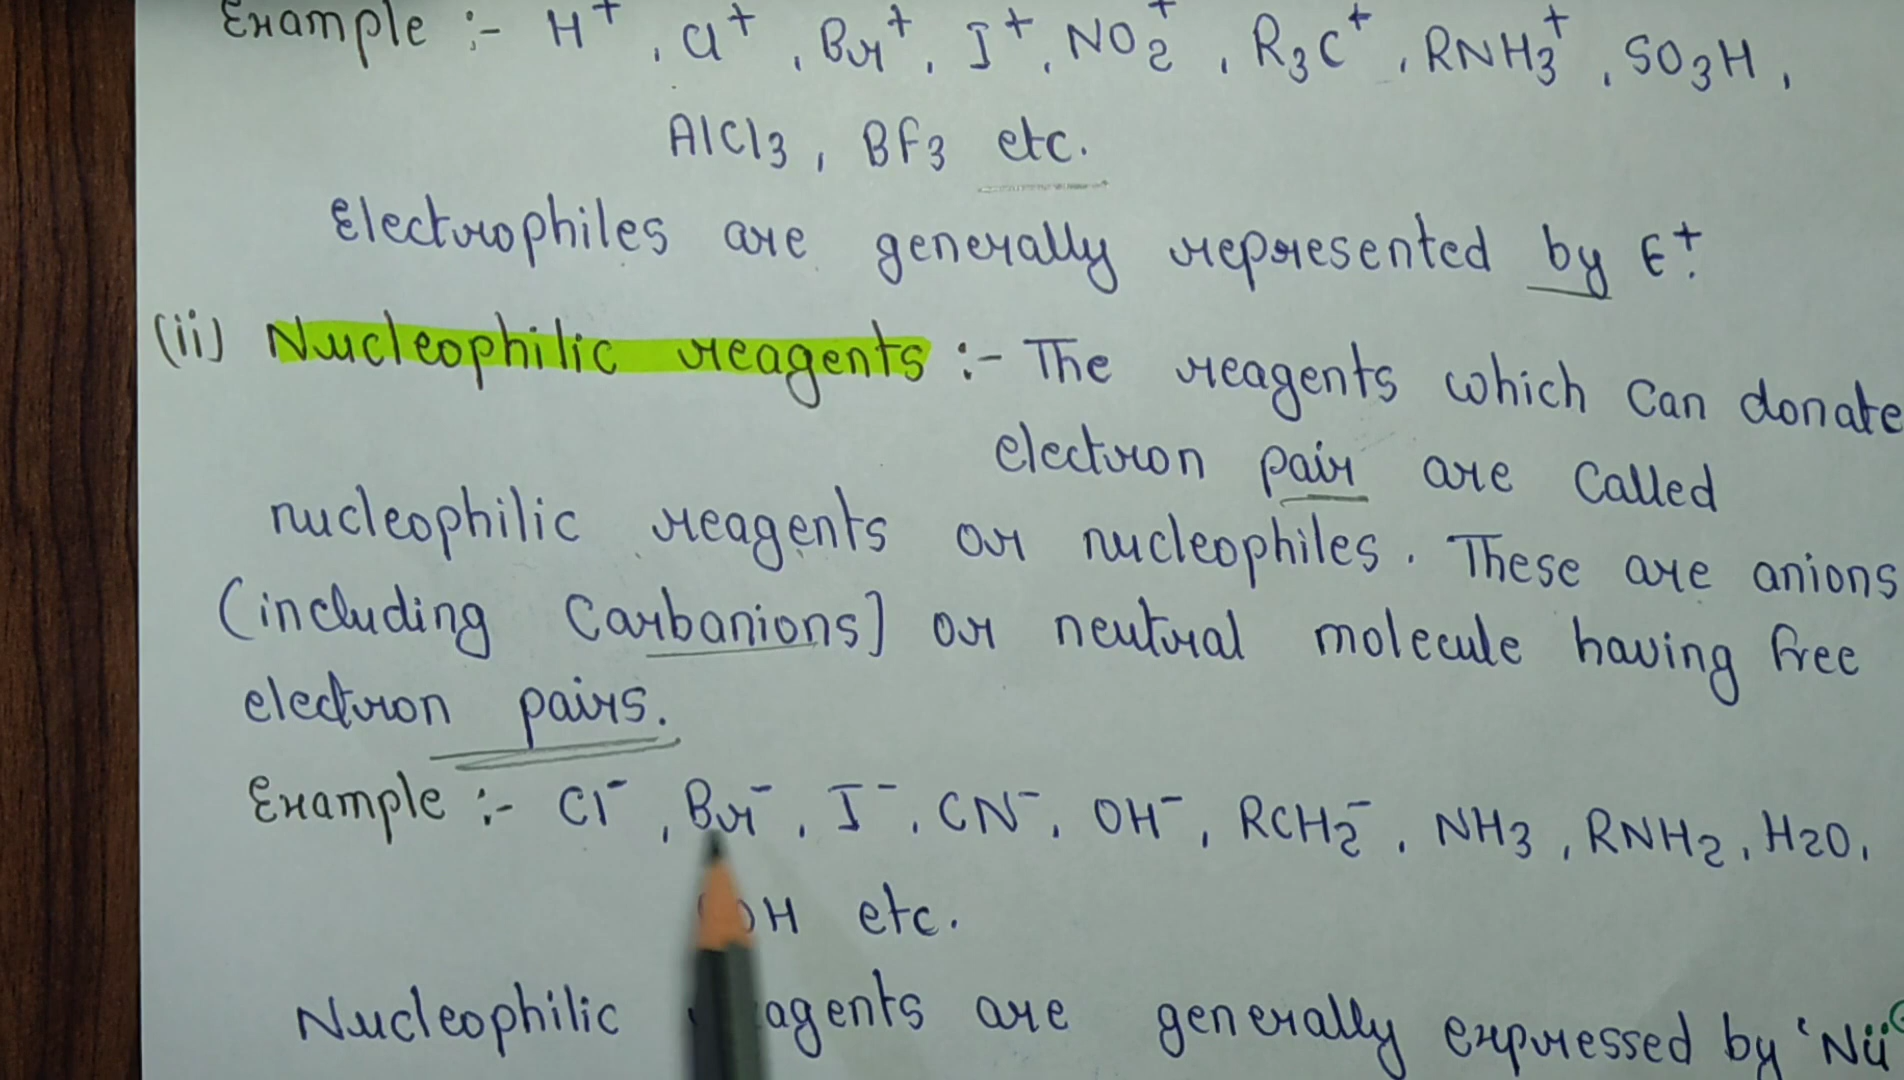 Example :- H⁺, Cl⁺, Br⁺, I⁺, NO₂⁺, R₃C⁺, RNH₃⁺, SO₃H,
AlCl₃, BF₃ etc.
Electrophiles are generally represented by E⁺.
(ii) Nucleophilic reagents :- The reagents which can donate
electron pair are called
nucleophilic reagents or nucleophiles. These are anions
(including Carbanions] or neutral molecule having free
electron pairs.
Example :- Cl⁻, Br⁻, I⁻, CN⁻, OH⁻, RCH₂⁻, NH₃, RNH₂, H₂O,
OH etc.
Nucleophilic agents are generally expressed by 'Nü